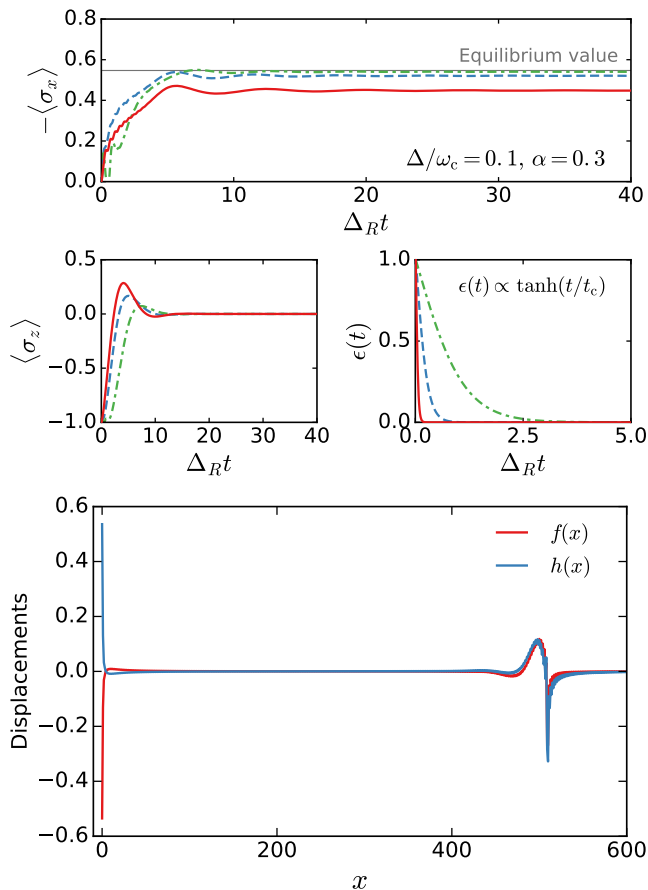 0.8
0.6
0.4
0.2
0.0
−⟨σx⟩
Equilibrium value
Δ/ωc = 0.1, α = 0.3
0 10 20 30 40
ΔRt
0.5
0.0
−0.5
−1.0
⟨σz⟩
0 10 20 30 40
ΔRt
1.0
0.5
0.0
ϵ(t)
ϵ(t) ∝ tanh(t/tc)
0.0 2.5 5.0
ΔRt
0.6
0.4
0.2
0.0
−0.2
−0.4
−0.6
Displacements
f(x)
h(x)
0 200 400 600
x